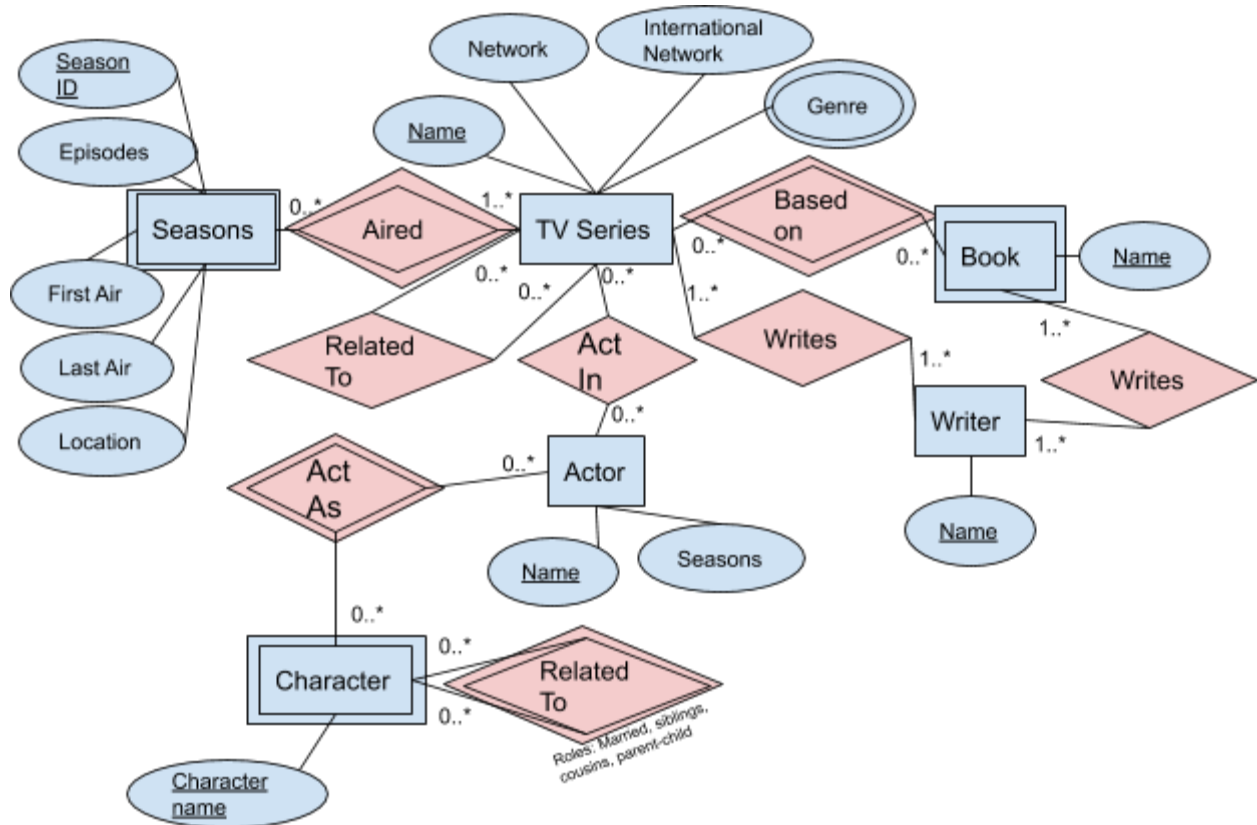 International
Network
Network
Season
ID
Genre
Name
Episodes
Based
on
0..*
1..*
Seasons
Aired
TV Series
0..*
Book
Name
0..*
0..*
0..*
0..*
First Air
1..*
1..*
Related
To
Act
In
Writes
Last Air
1..*
Writes
0..*
Writer
Location
1..*
Act
As
0..*
Actor
Name
Name
Seasons
0..*
0..*
Character
Related
To
0..*
Roles: Married, siblings,
cousins, parent-child
Character
name